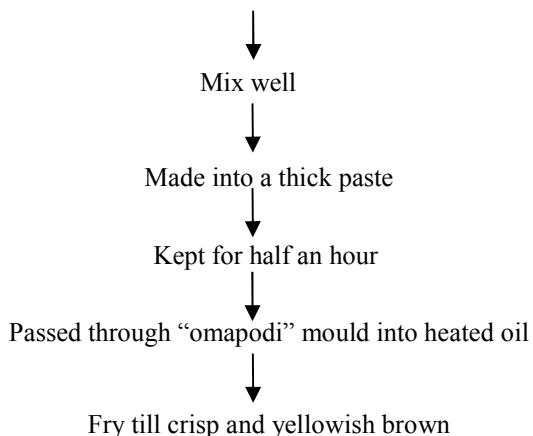 Mix well
Made into a thick paste
Kept for half an hour
Passed through “omapodi” mould into heated oil
Fry till crisp and yellowish brown